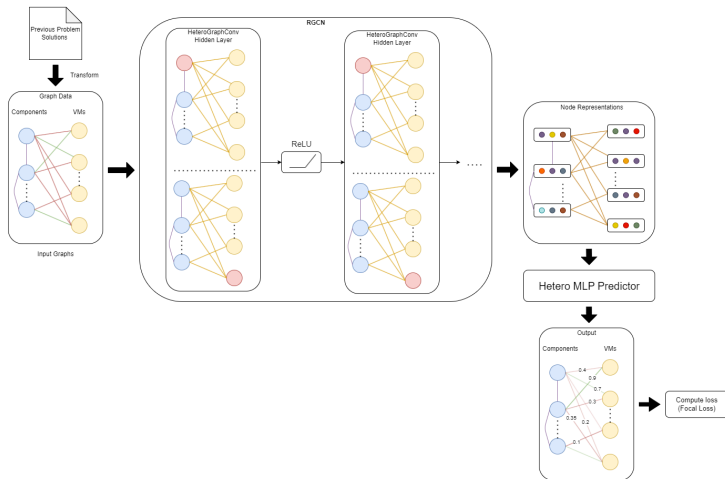 Previous Problem
Solutions
Transform
Graph Data
Components
VMs
Input Graphs
RGCN
HeteroGraphConv
Hidden Layer
ReLU
HeteroGraphConv
Hidden Layer
....
Node Representations
Hetero MLP Predictor
Output
Components
VMs
0.4
0.9
0.7
0.3
0.35
0.2
0.1
Compute loss
(Focal Loss)